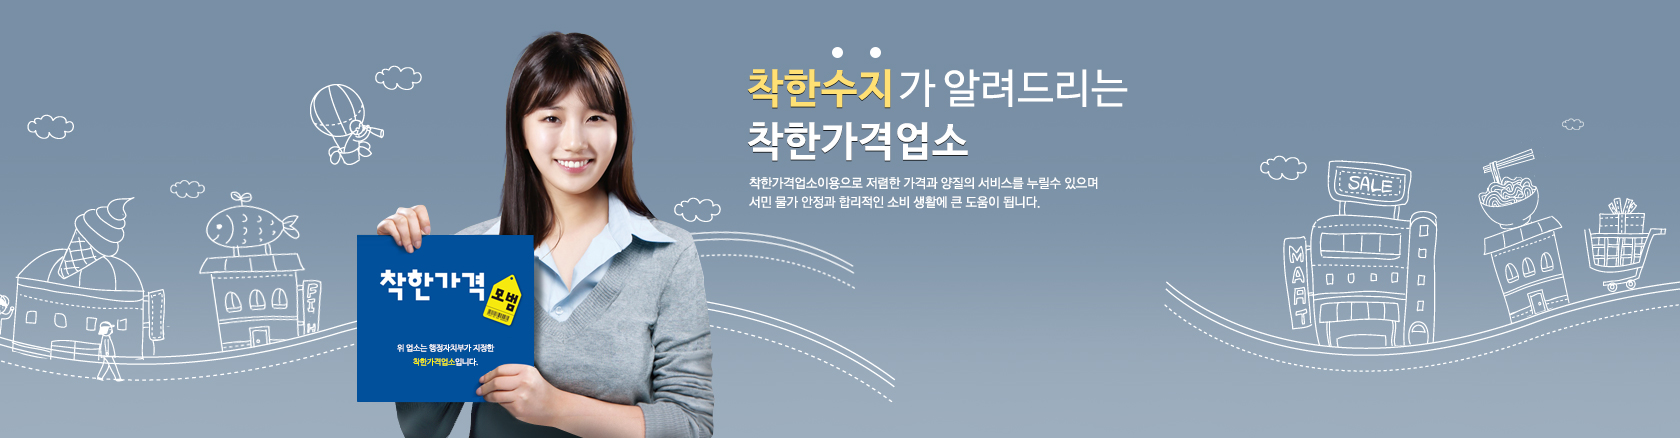 착한수지가 알려드리는
착한가격업소
착한가격업소이용으로 저렴한 가격과 양질의 서비스를 누릴수 있으며
서민 물가 안정과 합리적인 소비 생활에 큰 도움이 됩니다.
착한가격
모범
위 업소는 행정자치부가 지정한
착한가격업소입니다.
FISH
MART
SALE